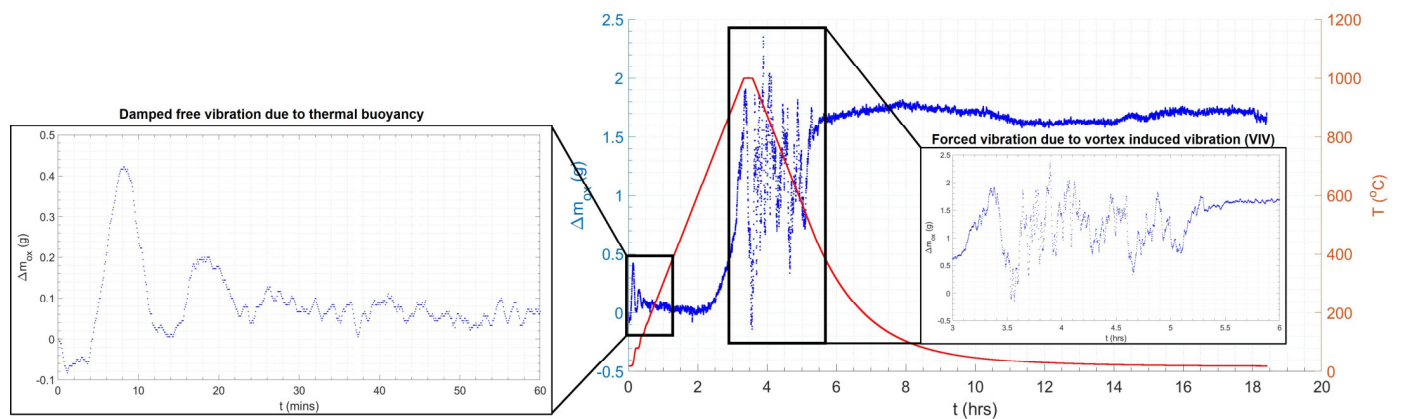 Damped free vibration due to thermal buoyancy
0.5
0.4
0.3
0.2
0.1
0
-0.1
Δm_ox (g)
0 10 20 30 40 50 60
t (mins)
2.5
2
1.5
1
0.5
0
-0.5
Δm_ox (g)
0 2 4 6 8 10 12 14 16 18 20
t (hrs)
1200
1000
800
600
400
200
0
T (°C)
Forced vibration due to vortex induced vibration (VIV)
2.5
2
1.5
1
0.5
0
-0.5
Δm_ox (g)
3 3.5 4 4.5 5 5.5 6
t (hrs)